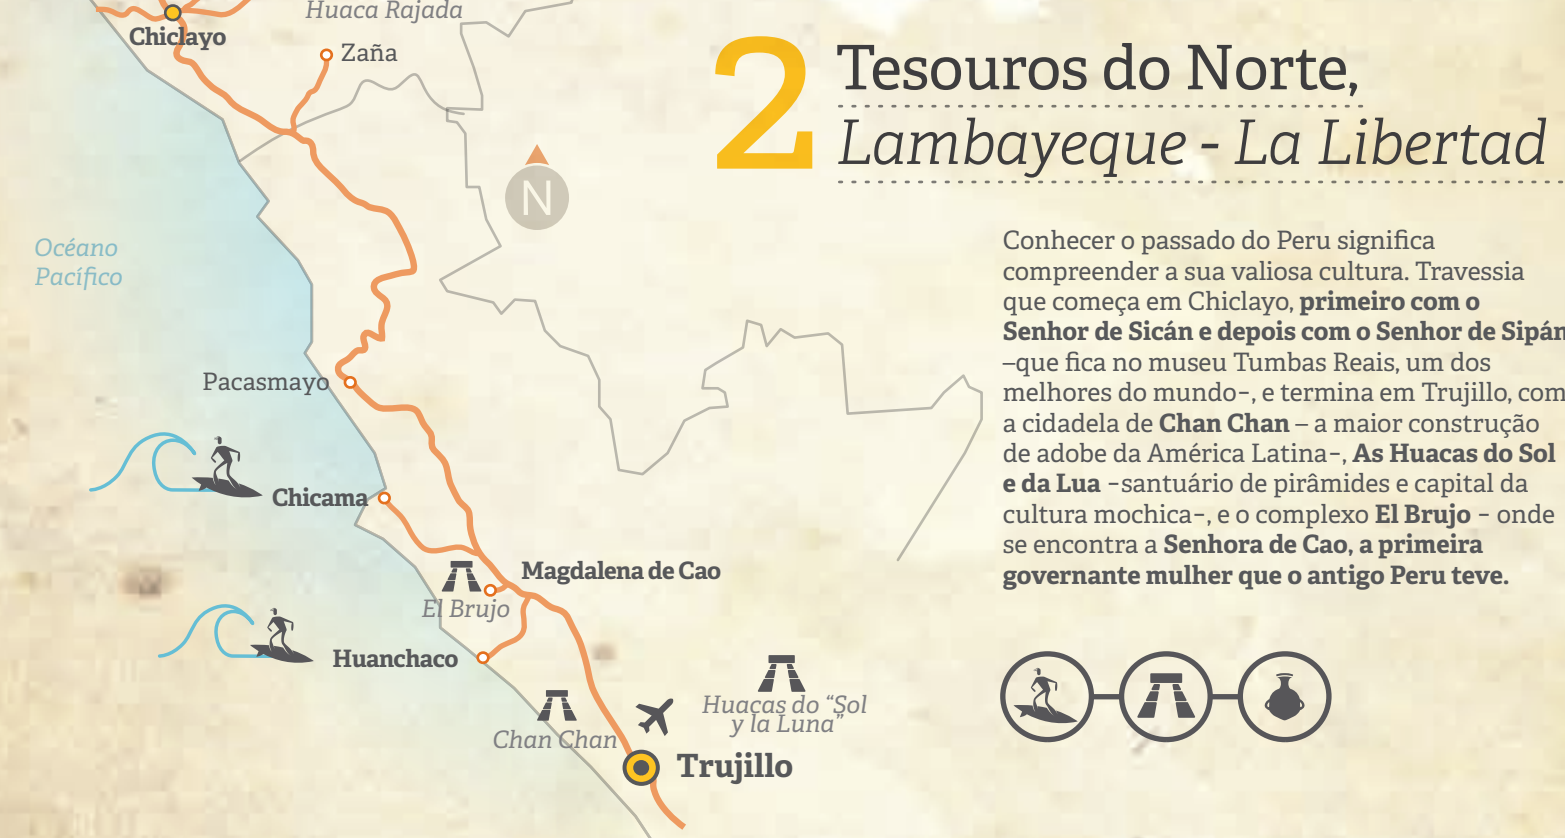 Huaca Rajada
Chiclayo
Zaña
2
Tesouros do Norte,
Lambayeque - La Libertad
N
Océano
Pacífico
Conhecer o passado do Peru significa
compreender a sua valiosa cultura. Travessia
que começa em Chiclayo, primeiro com o
Senhor de Sicán e depois com o Senhor de Sipán
–que fica no museu Tumbas Reais, um dos
melhores do mundo–, e termina em Trujillo, com
a cidadela de Chan Chan – a maior construção
de adobe da América Latina–, As Huacas do Sol
e da Lua –santuário de pirâmides e capital da
cultura mochica–, e o complexo El Brujo – onde
se encontra a Senhora de Cao, a primeira
governante mulher que o antigo Peru teve.
Pacasmayo
Chicama
Magdalena de Cao
El Brujo
Huanchaco
Huacas do “Sol
y la Luna”
Chan Chan
Trujillo